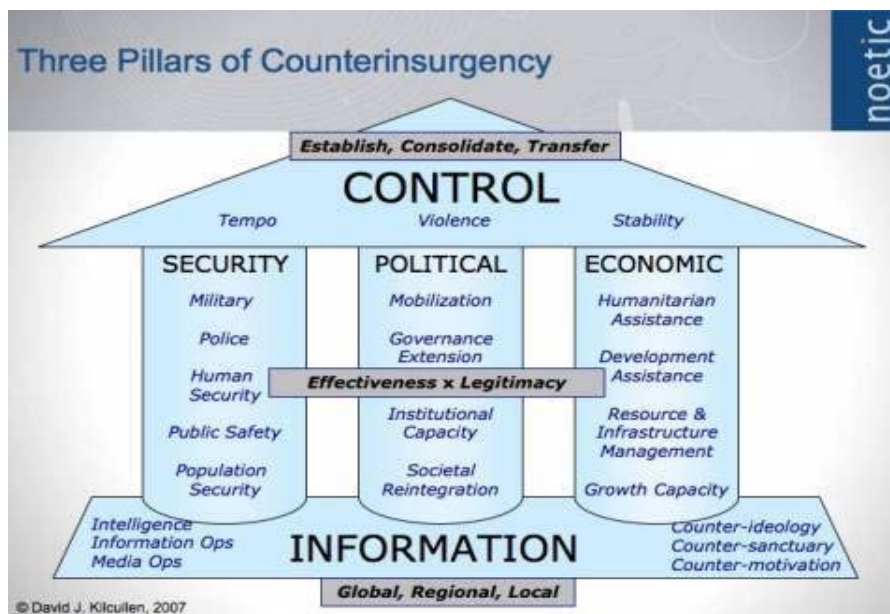 Three Pillars of Counterinsurgency
noetic
Establish, Consolidate, Transfer
CONTROL
Tempo
Violence
Stability
SECURITY
Military
Police
Human
Security
Public Safety
Population
Security
POLITICAL
Mobilization
Governance
Extension
Effectiveness x Legitimacy
Institutional
Capacity
Societal
Reintegration
ECONOMIC
Humanitarian
Assistance
Development
Assistance
Resource &
Infrastructure
Management
Growth Capacity
Intelligence
Information Ops
Media Ops
INFORMATION
Counter-ideology
Counter-sanctuary
Counter-motivation
Global, Regional, Local
© David J. Kilcullen, 2007